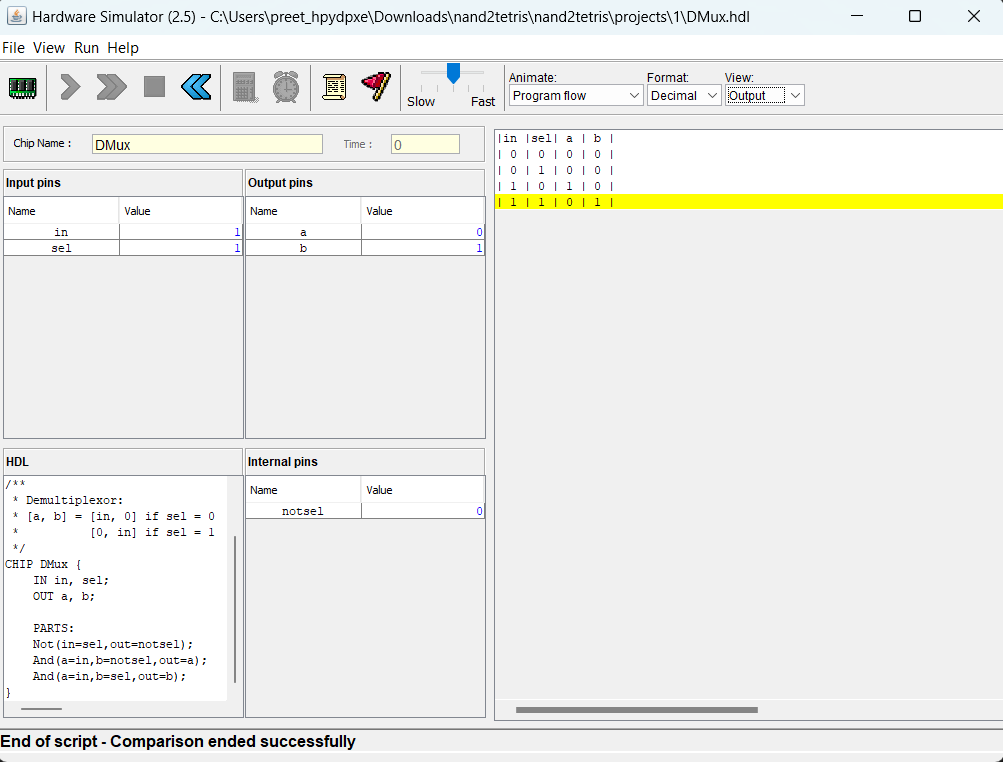 Hardware Simulator (2.5) - C:\Users\preet_hpydpxe\Downloads\nand2tetris\nand2tetris\projects\1\DMux.hdl
File View Run Help
Slow Fast
Animate: Format: View:
Program flow Decimal Output
Chip Name : DMux Time : 0
Input pins
Name Value
in 1
sel 1
Output pins
Name Value
a 0
b 1
HDL
/**
 * Demultiplexor:
 * [a, b] = [in, 0] if sel = 0
 *          [0, in] if sel = 1
 */
CHIP DMux {
    IN in, sel;
    OUT a, b;
    PARTS:
    Not(in=sel,out=notsel);
    And(a=in,b=notsel,out=a);
    And(a=in,b=sel,out=b);
}
Internal pins
Name Value
notsel 0
|in |sel| a | b |
| 0 | 0 | 0 | 0 |
| 0 | 1 | 0 | 0 |
| 1 | 0 | 1 | 0 |
| 1 | 1 | 0 | 1 |
End of script - Comparison ended successfully